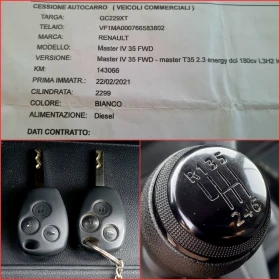 CESSIONE AUTOCARRO ( VEICOLI COMMERCIALI )
TARGA: GC229XT
TELAIO: VF1MA000766583802
MARCA: RENAULT
MODELLO: Master IV 35 FWD
VERSIONE: Master IV 35 FWD - master T35 2.3 energy dci 180cv L3H2
KM: 143066
PRIMA IMMATR.: 22/02/2021
CILINDRATA: 2299
COLORE: BIANCO
ALIMENTAZIONE: Diesel
DATI CONTRATTO:
R 1 3 5
2 4 6